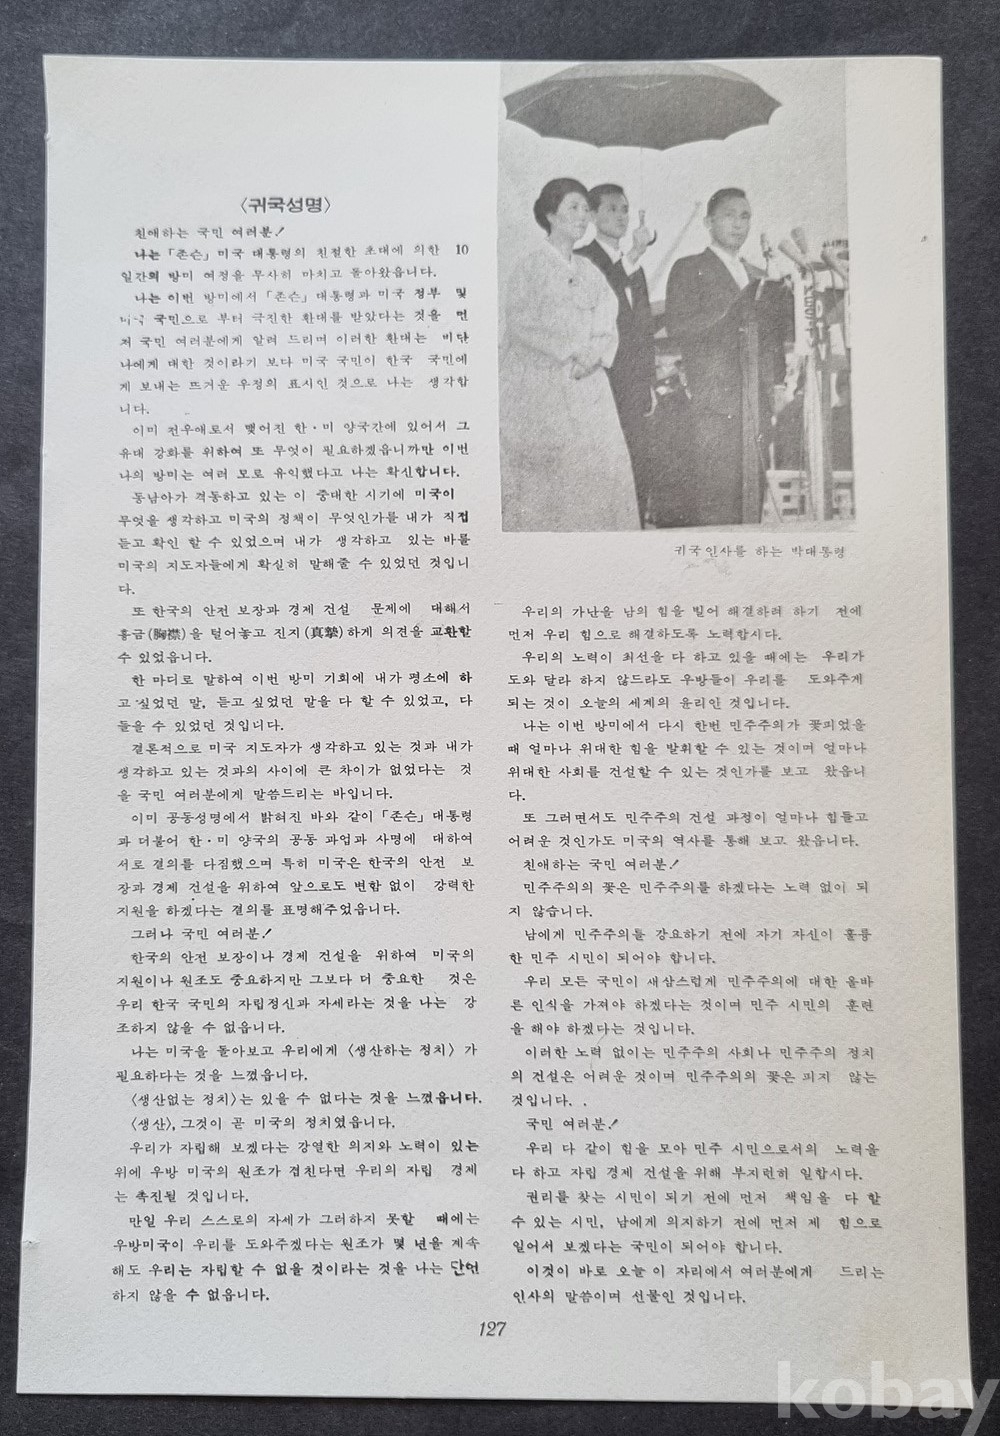 〈귀국성명〉
친애하는 국민 여러분!
나는「존슨」미국 대통령의 친절한 초대에 의한 10
일간의 방미 여정을 무사히 마치고 돌아왔읍니다.
나는 이번 방미에서「존슨」대통령과 미국 정부 및
국민으로 부터 극진한 환대를 받았다는 것을 먼
저 국민 여러분에게 알려 드리며 이러한 환대는 비단
나에게 대한 것이라기 보다 미국 국민이 한국 국민에
게 보내는 뜨거운 우정의 표시인 것으로 나는 생각합
니다.
이미 전우애로서 맺어진 한·미 양국간에 있어서 그
유대 강화를 위하여 또 무엇이 필요하겠읍니까만 이번
나의 방미는 여러 모로 유익했다고 나는 확신합니다.
동남아가 격동하고 있는 이 중대한 시기에 미국이
무엇을 생각하고 미국의 정책이 무엇인가를 내가 직접
듣고 확인 할 수 있었으며 내가 생각하고 있는 바를
미국의 지도자들에게 확실히 말해줄 수 있었던 것입니
다.
또 한국의 안전 보장과 경제 건설 문제에 대해서
흉금(胸襟)을 털어놓고 진지(真摯)하게 의견을 교환할
수 있었읍니다.
한 마디로 말하여 이번 방미 기회에 내가 평소에 하
고 싶었던 말, 듣고 싶었던 말을 다 할 수 있었고, 다
들을 수 있었던 것입니다.
결론적으로 미국 지도자가 생각하고 있는 것과 내가
생각하고 있는 것과의 사이에 큰 차이가 없었다는 것
을 국민 여러분에게 말씀드리는 바입니다.
이미 공동성명에서 밝혀진 바와 같이「존슨」대통령
과 더불어 한·미 양국의 공동 과업과 사명에 대하여
서로 결의를 다짐했으며 특히 미국은 한국의 안전 보
장과 경제 건설을 위하여 앞으로도 변함 없이 강력한
지원을 하겠다는 결의를 표명해주었읍니다.
그러나 국민 여러분!
한국의 안전 보장이나 경제 건설을 위하여 미국의
지원이나 원조도 중요하지만 그보다 더 중요한 것은
우리 한국 국민의 자립정신과 자세라는 것을 나는 강
조하지 않을 수 없읍니다.
나는 미국을 돌아보고 우리에게〈생산하는 정치〉가
필요하다는 것을 느꼈읍니다.
〈생산없는 정치〉는 있을 수 없다는 것을 느꼈읍니다.
〈생산〉, 그것이 곧 미국의 정치였읍니다.
우리가 자립해 보겠다는 강열한 의지와 노력이 있는
위에 우방 미국의 원조가 겹친다면 우리의 자립 경제
는 촉진될 것입니다.
만일 우리 스스로의 자세가 그러하지 못할 때에는
우방미국이 우리를 도와주겠다는 원조가 몇 년을 계속
해도 우리는 자립할 수 없을 것이라는 것을 나는 단언
하지 않을 수 없읍니다.
귀국인사를 하는 박대통령
우리의 가난을 남의 힘을 빌어 해결하려 하기 전에
먼저 우리 힘으로 해결하도록 노력합시다.
우리의 노력이 최선을 다 하고 있을 때에는 우리가
도와 달라 하지 않드라도 우방들이 우리를 도와주게
되는 것이 오늘의 세계의 윤리인 것입니다.
나는 이번 방미에서 다시 한번 민주주의가 꽃피었을
때 얼마나 위대한 힘을 발휘할 수 있는 것이며 얼마나
위대한 사회를 건설할 수 있는 것인가를 보고 왔읍니
다.
또 그러면서도 민주주의 건설 과정이 얼마나 힘들고
어려운 것인가도 미국의 역사를 통해 보고 왔읍니다.
친애하는 국민 여러분!
민주주의의 꽃은 민주주의를 하겠다는 노력 없이 되
지 않습니다.
남에게 민주주의를 강요하기 전에 자기 자신이 훌륭
한 민주 시민이 되어야 합니다.
우리 모든 국민이 새삼스럽게 민주주의에 대한 올바
른 인식을 가져야 하겠다는 것이며 민주 시민의 훈련
을 해야 하겠다는 것입니다.
이러한 노력 없이는 민주주의 사회나 민주주의 정치
의 건설은 어려운 것이며 민주주의의 꽃은 피지 않는
것입니다.
국민 여러분!
우리 다 같이 힘을 모아 민주 시민으로서의 노력을
다 하고 자립 경제 건설을 위해 부지런히 일합시다.
권리를 찾는 시민이 되기 전에 먼저 책임을 다 할
수 있는 시민, 남에게 의지하기 전에 먼저 제 힘으로
일어서 보겠다는 국민이 되어야 합니다.
이것이 바로 오늘 이 자리에서 여러분에게 드리는
인사의 말씀이며 선물인 것입니다.
127
kobay